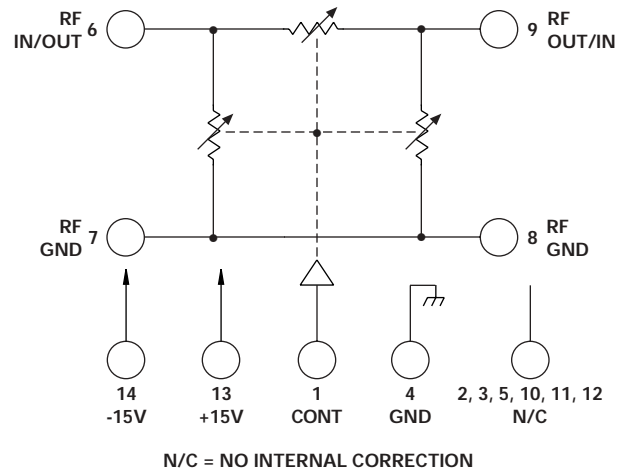 RF
IN/OUT 6
9 RF
OUT/IN
RF
GND 7
8 RF
GND
14
-15V
13
+15V
1
CONT
4
GND
2, 3, 5, 10, 11, 12
N/C
N/C = NO INTERNAL CORRECTION